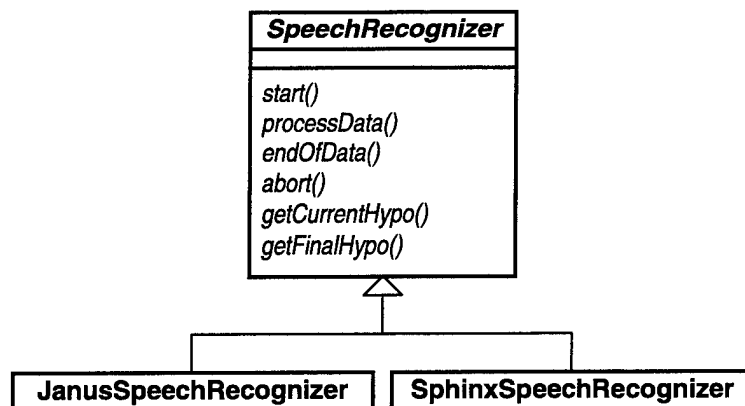 SpeechRecognizer
start()
processData()
endOfData()
abort()
getCurrentHypo()
getFinalHypo()
JanusSpeechRecognizer
SphinxSpeechRecognizer